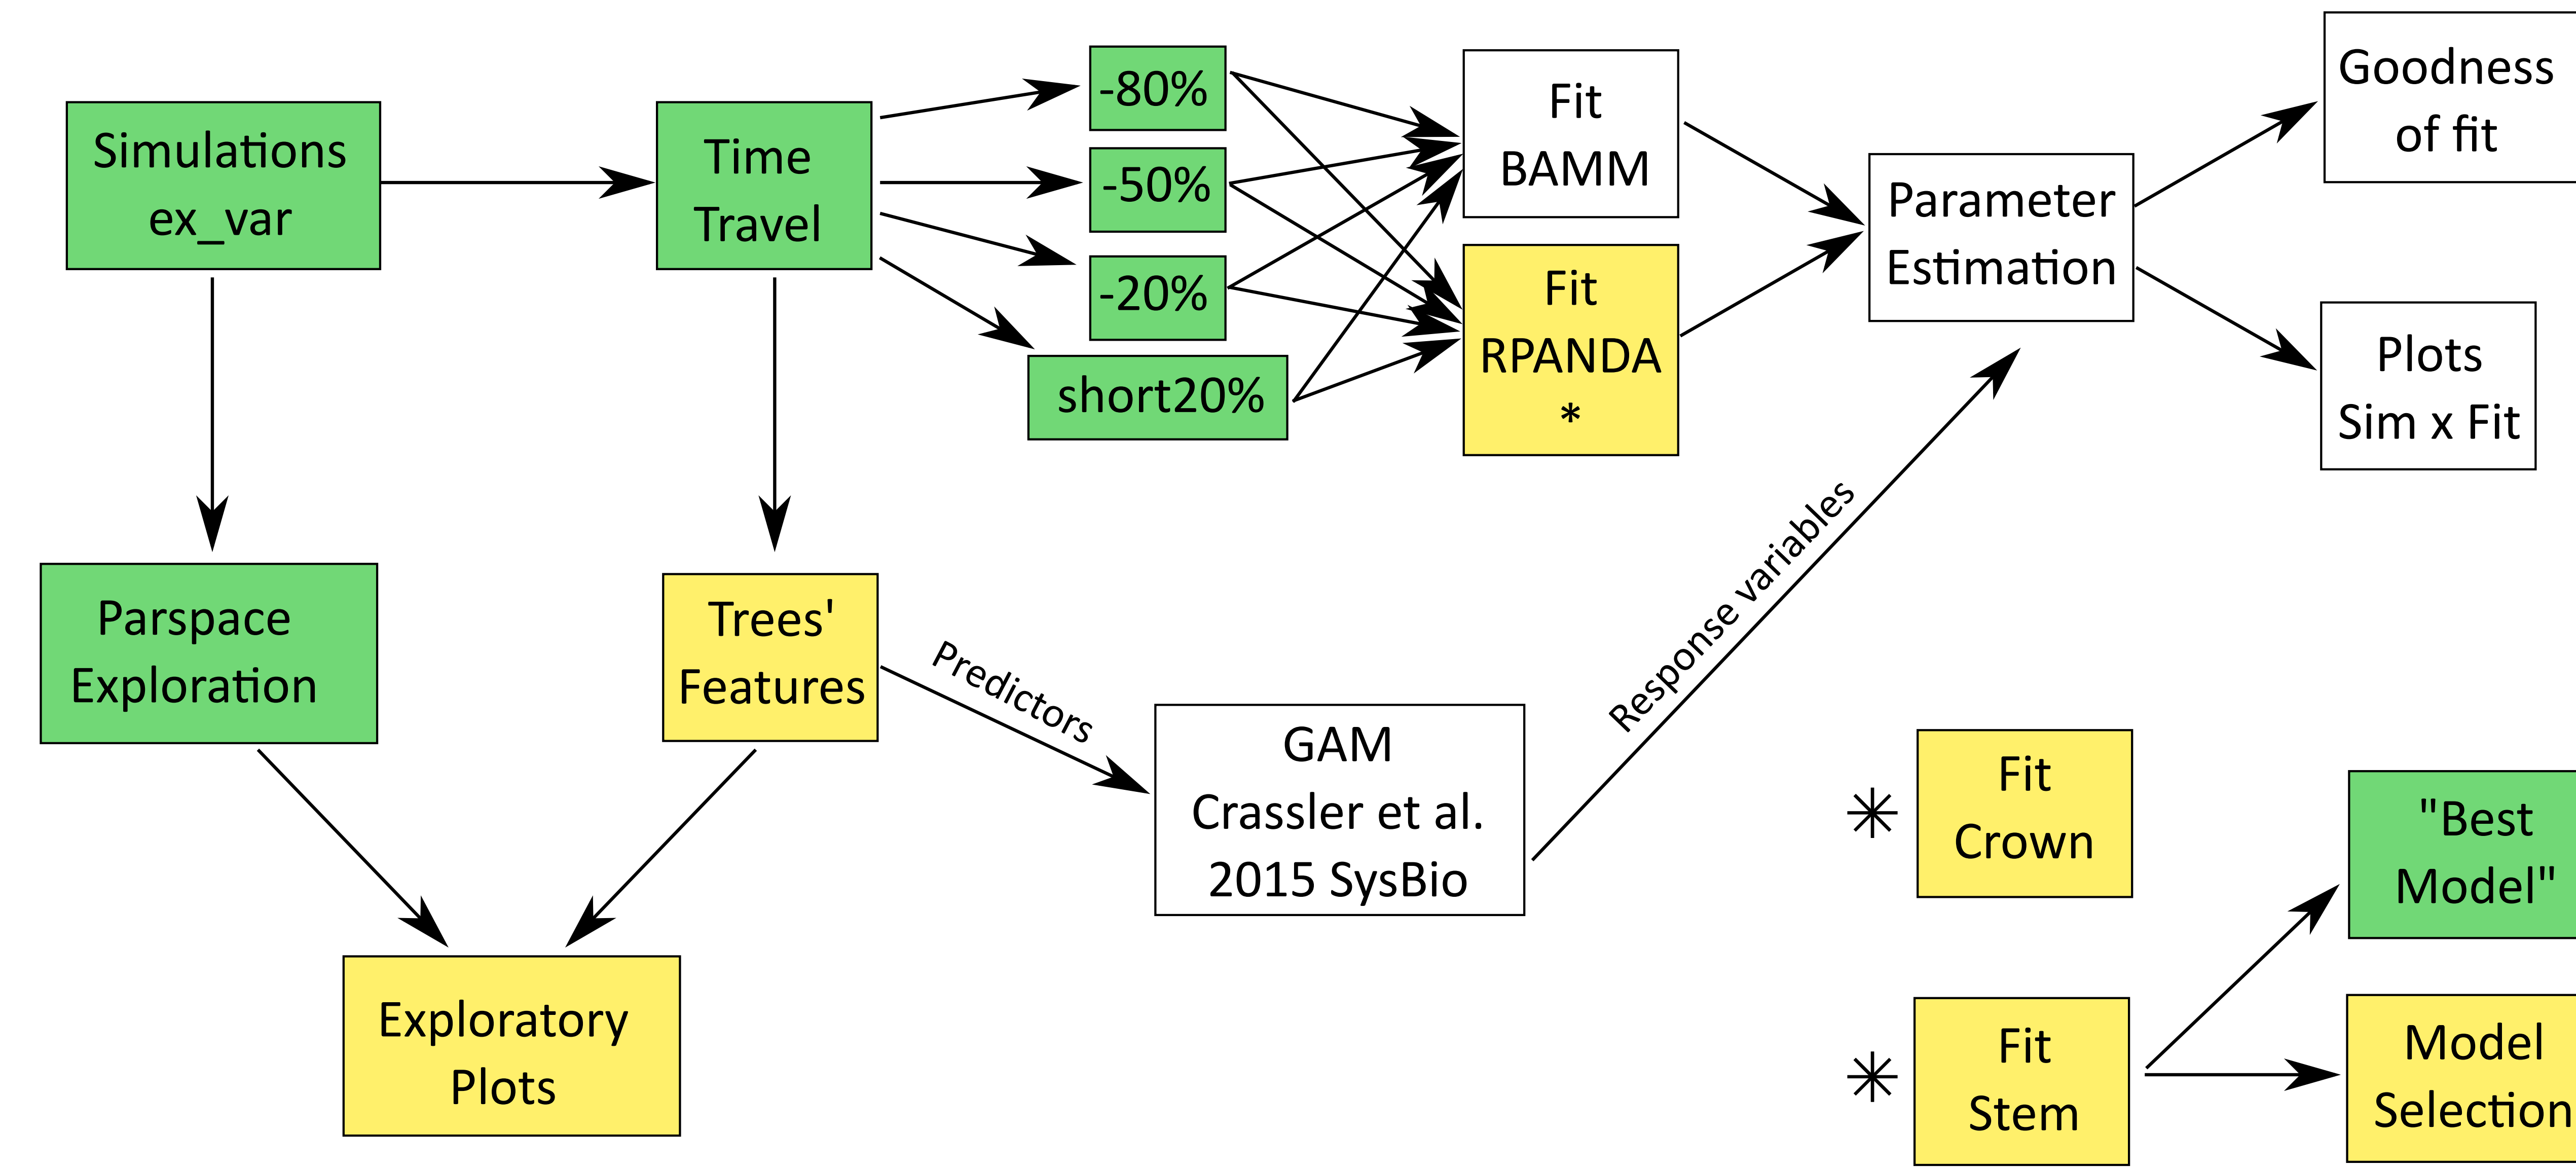 Simulations
ex_var
Time
Travel
-80%
-50%
-20%
short20%
Fit
BAMM
Fit
RPANDA
*
Parameter
Estimation
Goodness
of fit
Plots
Sim x Fit
Parspace
Exploration
Trees'
Features
Predictors
Response variables
GAM
Crassler et al.
2015 SysBio
Exploratory
Plots
*
Fit
Crown
"Best
Model"
*
Fit
Stem
Model
Selection